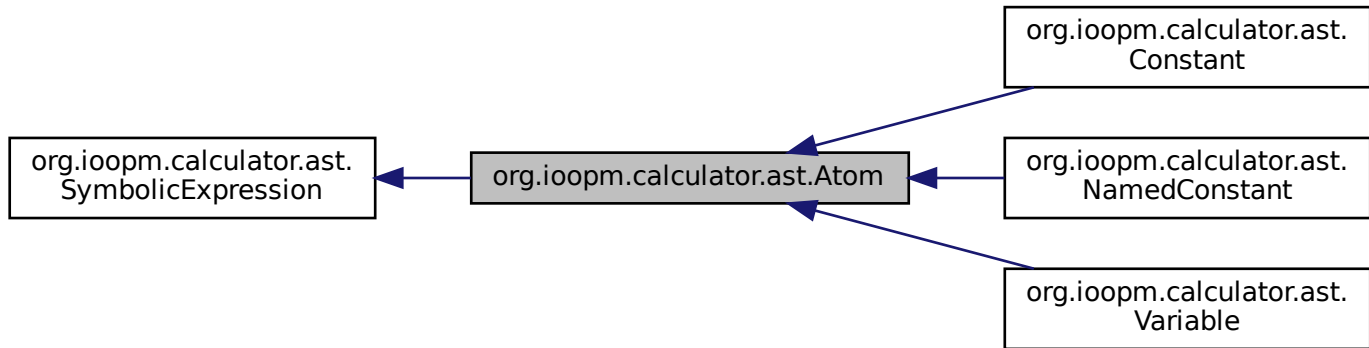 org.ioopm.calculator.ast.
SymbolicExpression
org.ioopm.calculator.ast.Atom
org.ioopm.calculator.ast.
Constant
org.ioopm.calculator.ast.
NamedConstant
org.ioopm.calculator.ast.
Variable